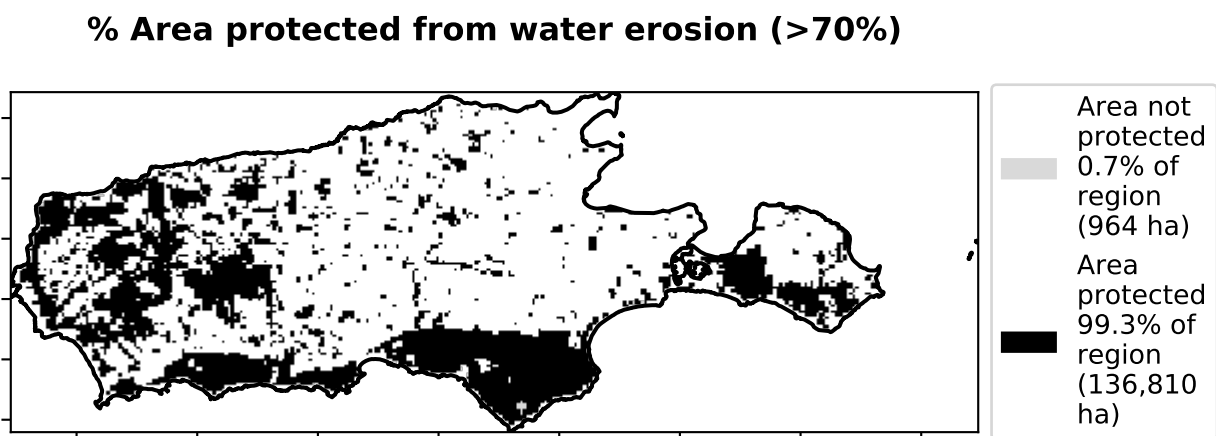 % Area protected from water erosion (>70%)
Area not
protected
0.7% of
region
(964 ha)
Area
protected
99.3% of
region
(136,810
ha)